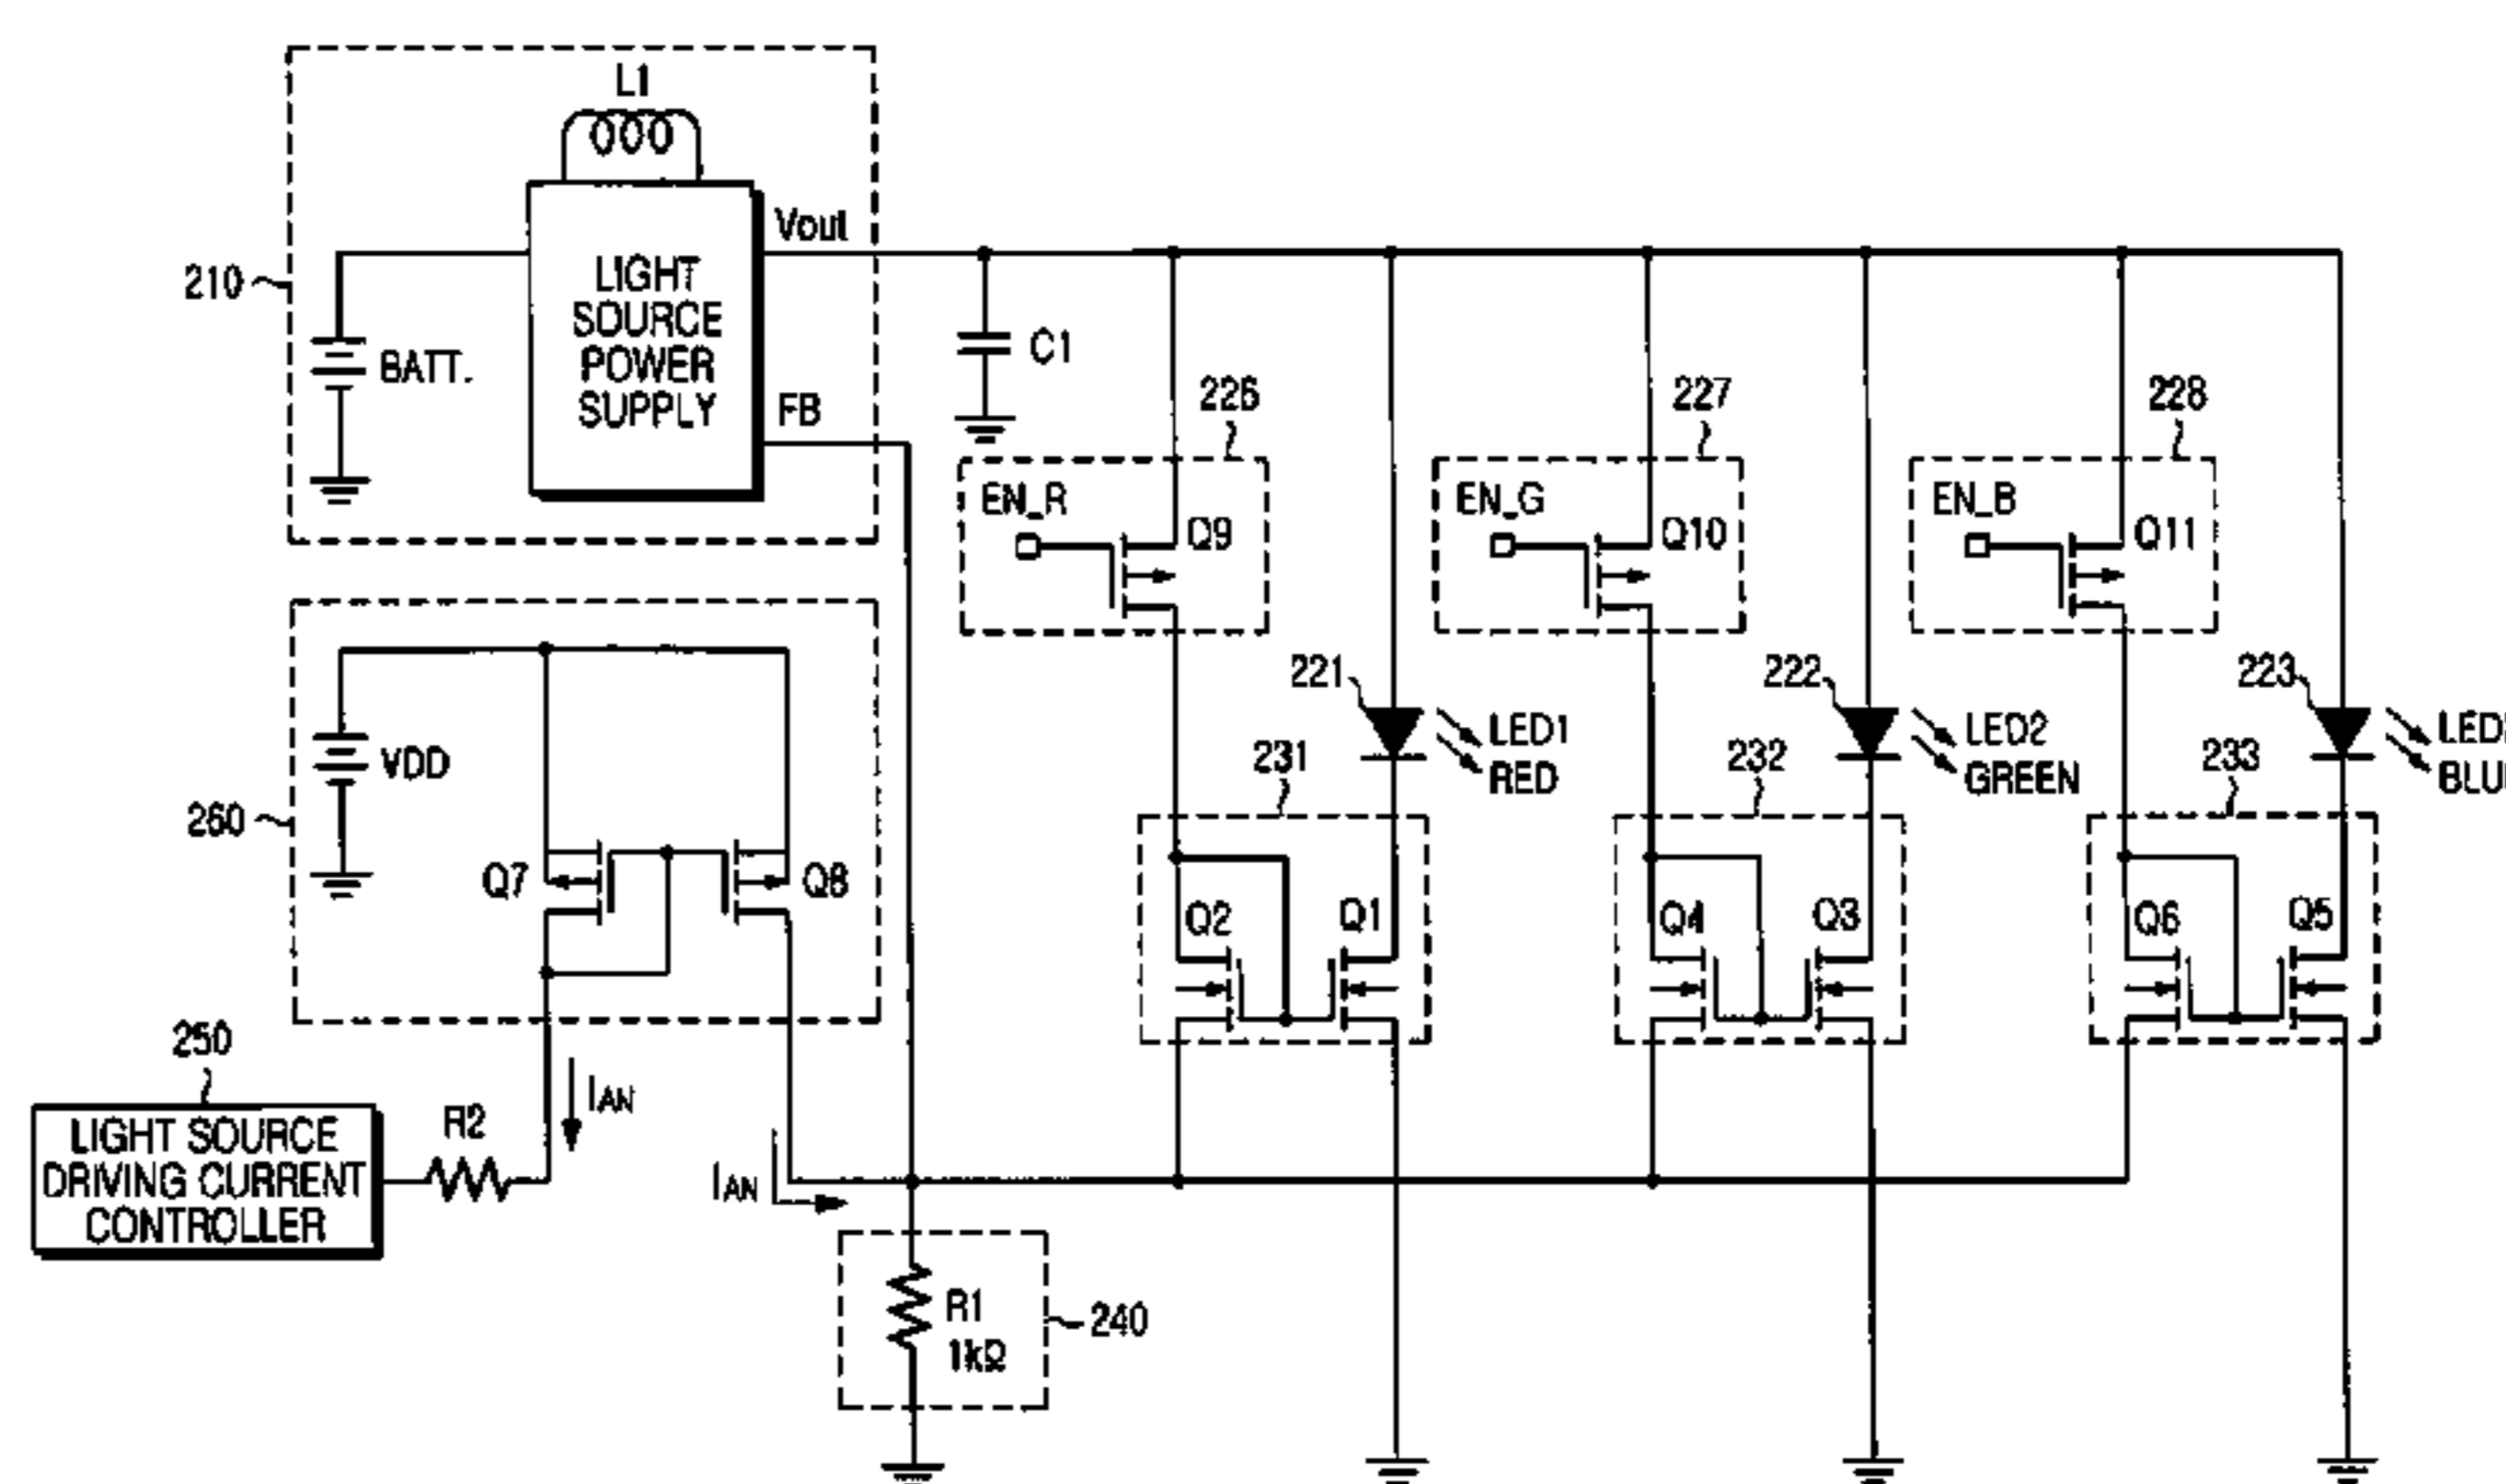 L1
Vout
210
LIGHT
SOURCE
POWER
SUPPLY
BATT.
FB
C1
226
227
228
EN_R
Q9
EN_G
Q10
EN_B
Q11
221
LED1
RED
222
LED2
GREEN
223
LED
231
232
233
VDD
260
Q7
Q8
Q2
Q1
Q4
Q3
Q6
Q5
250
LIGHT SOURCE
DRIVING CURRENT
CONTROLLER
R2
IAN
IAN
R1
1kΩ
240